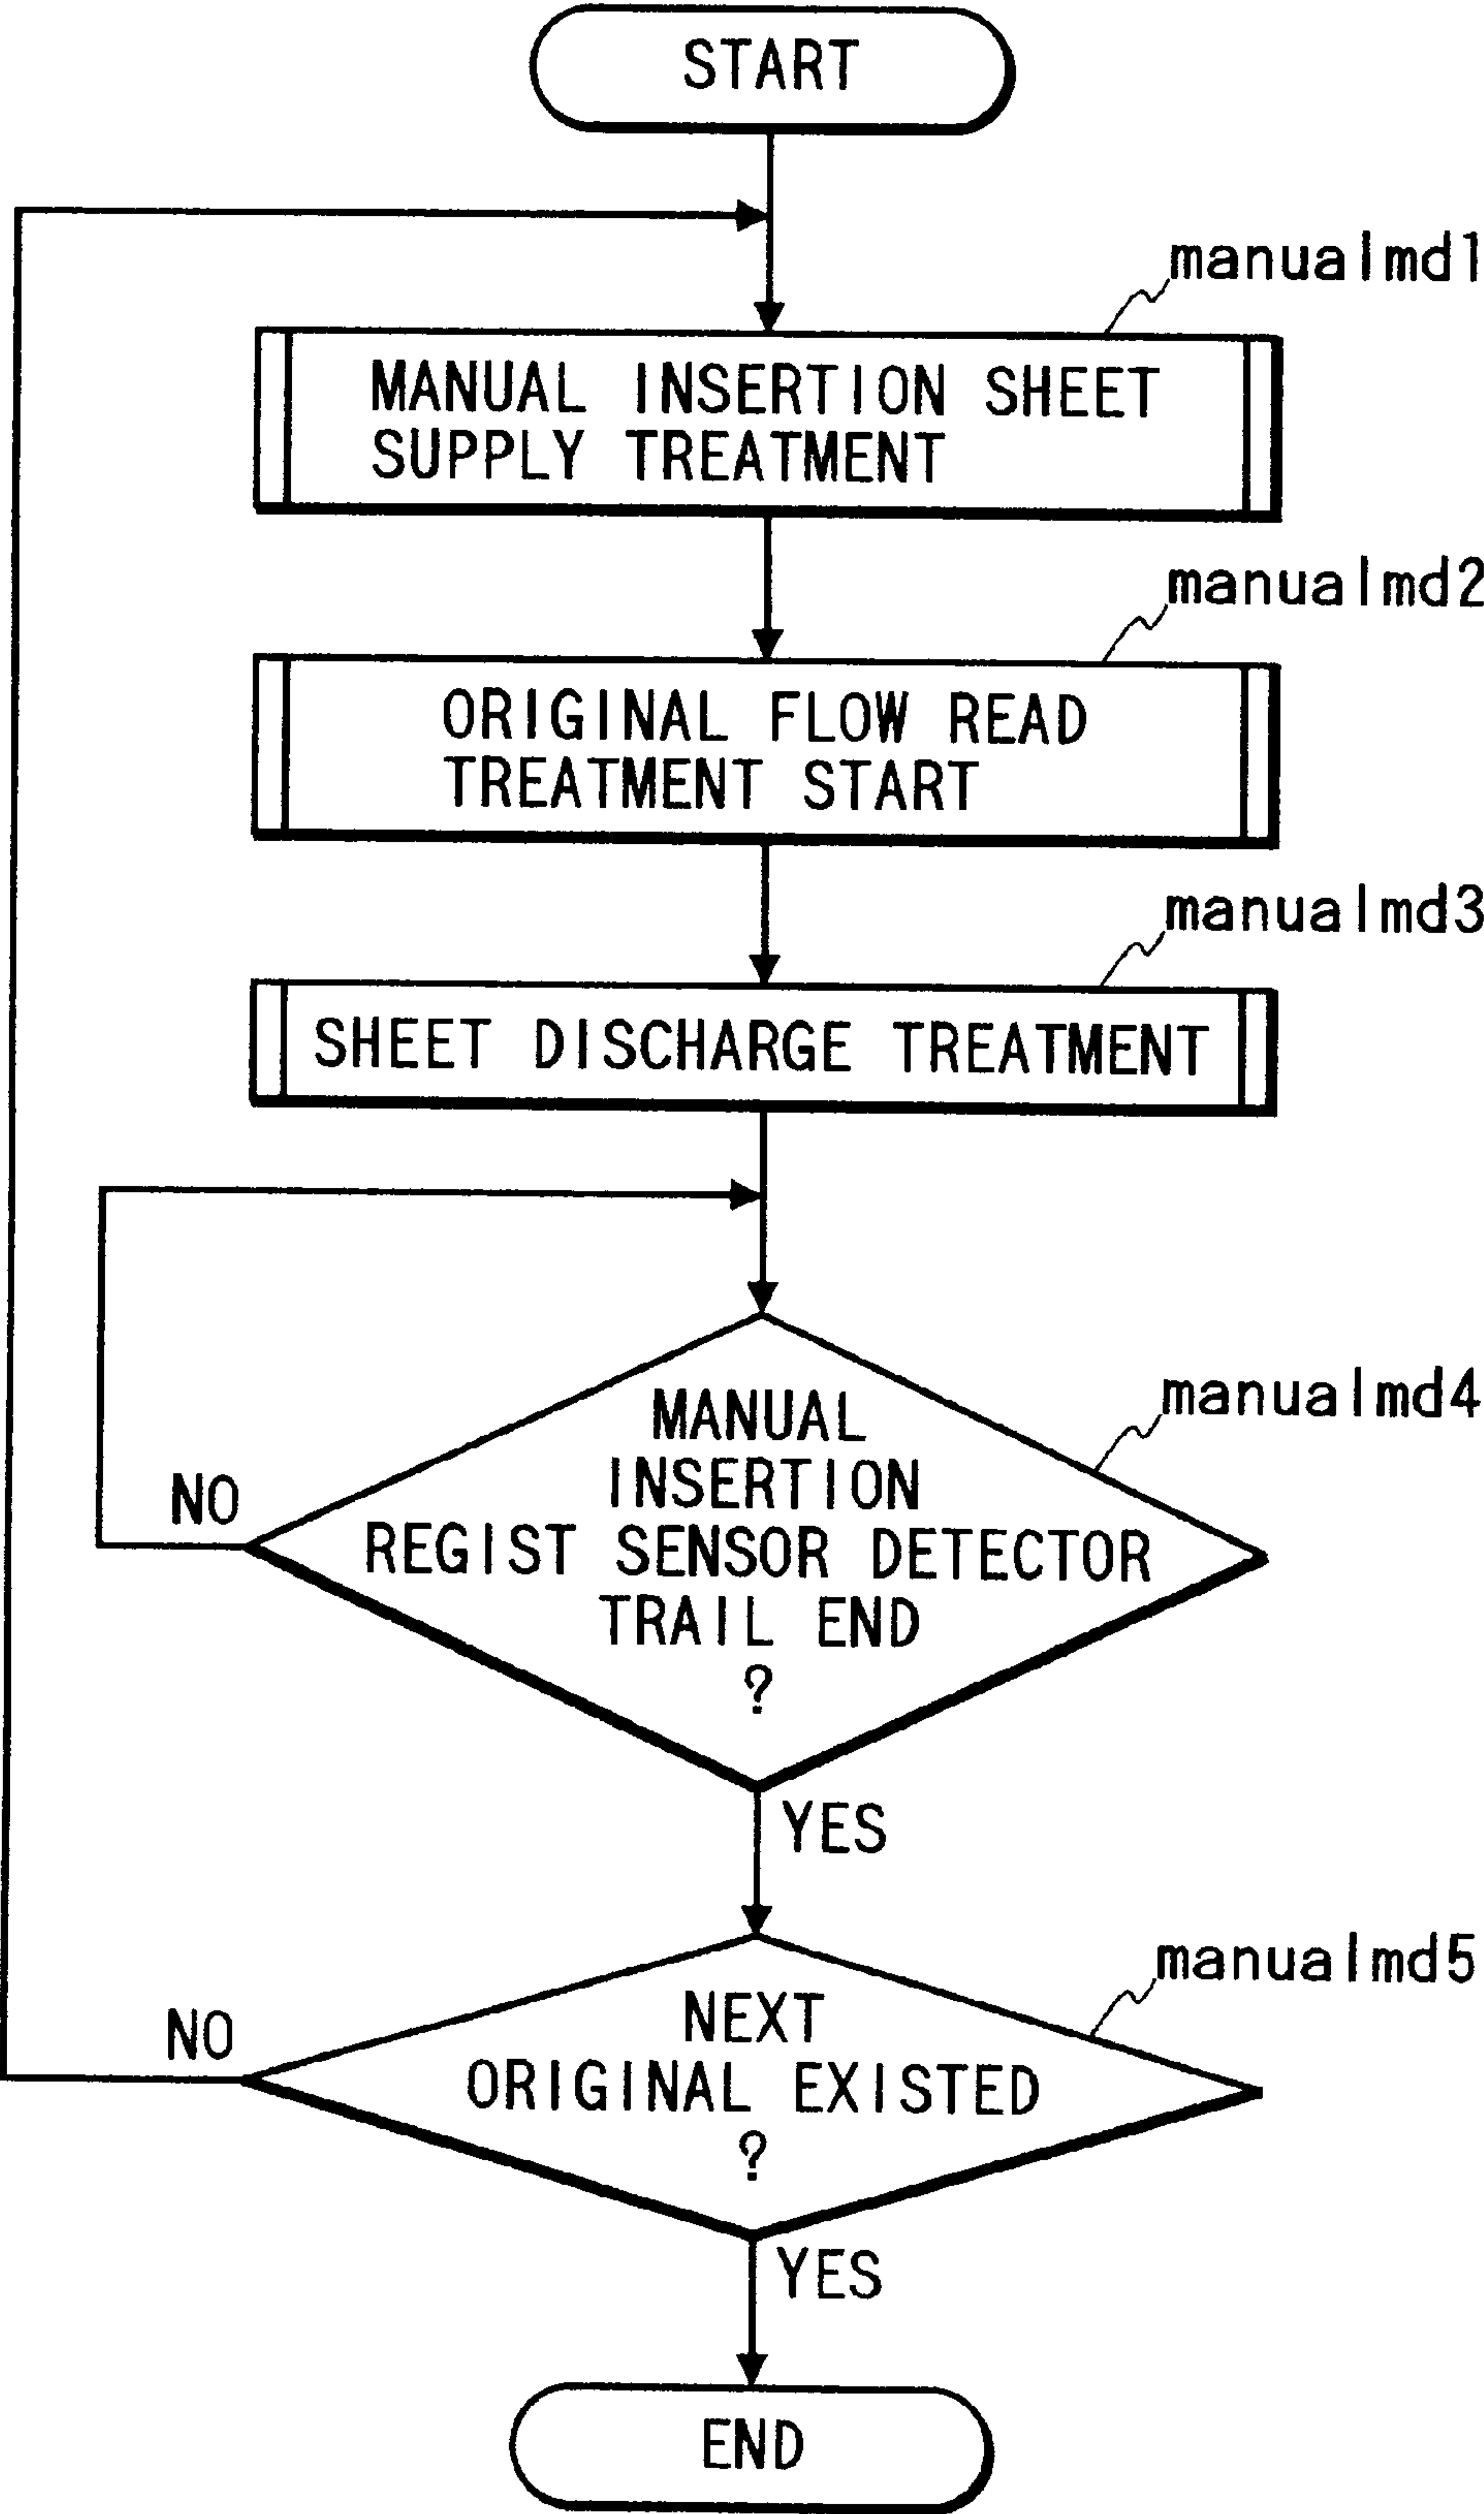 START
manualmd1
MANUAL INSERTION SHEET
SUPPLY TREATMENT
manualmd2
ORIGINAL FLOW READ
TREATMENT START
manualmd3
SHEET DISCHARGE TREATMENT
manualmd4
MANUAL
INSERTION
REGIST SENSOR DETECTOR
TRAIL END
?
NO
YES
manualmd5
NEXT
ORIGINAL EXISTED
?
NO
YES
END